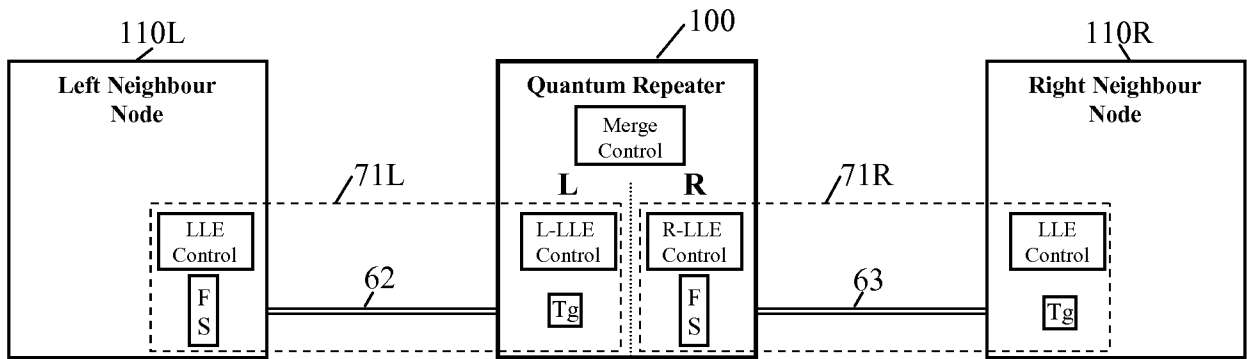 110L
100
110R
Left Neighbour
Node
Quantum Repeater
Right Neighbour
Node
Merge
Control
71L
L
R
71R
LLE
Control
L-LLE
Control
R-LLE
Control
LLE
Control
F
S
62
Tg
F
S
63
Tg